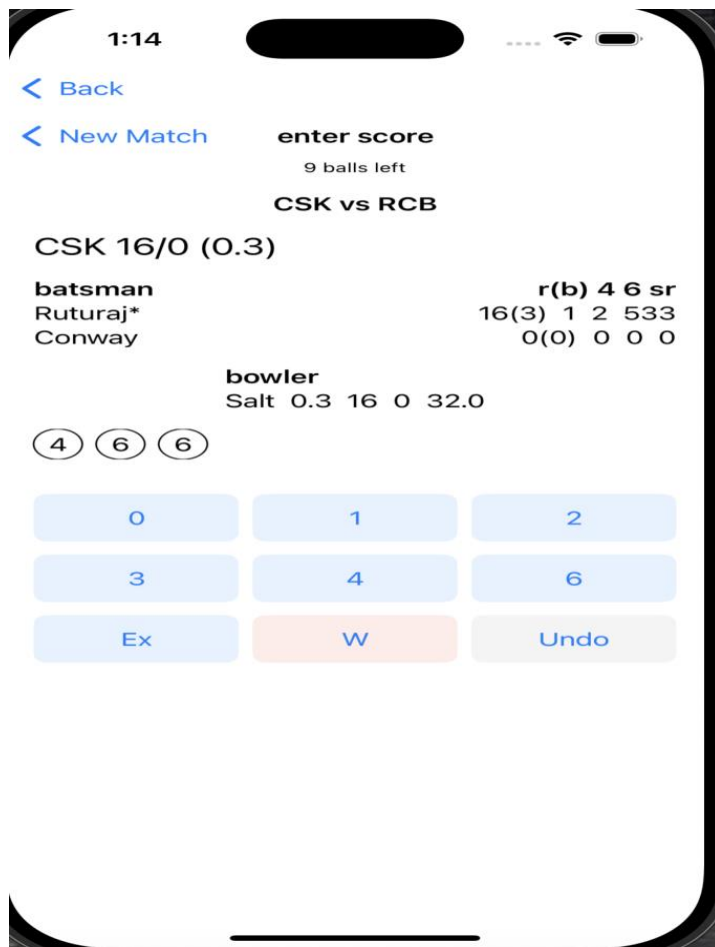 1:14
Back
New Match enter score
9 balls left
CSK vs RCB
CSK 16/0 (0.3)
batsman r(b) 4 6 sr
Ruturaj* 16(3) 1 2 533
Conway 0(0) 0 0 0
bowler
Salt 0.3 16 0 32.0
4 6 6
0 1 2
3 4 6
Ex W Undo